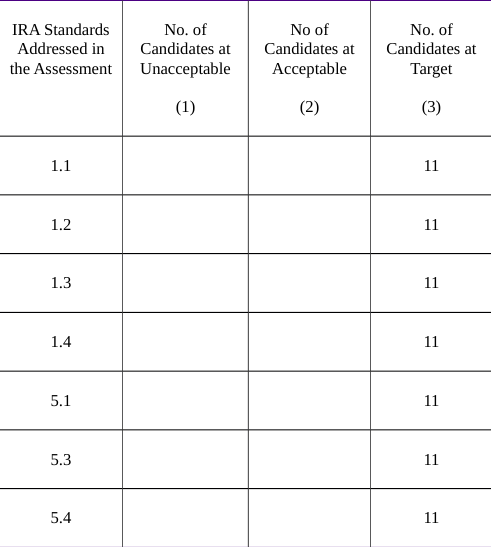 IRA Standards
Addressed in
the Assessment
No. of
Candidates at
Unacceptable
(1)
No of
Candidates at
Acceptable
(2)
No. of
Candidates at
Target
(3)
1.1 11
1.2 11
1.3 11
1.4 11
5.1 11
5.3 11
5.4 11